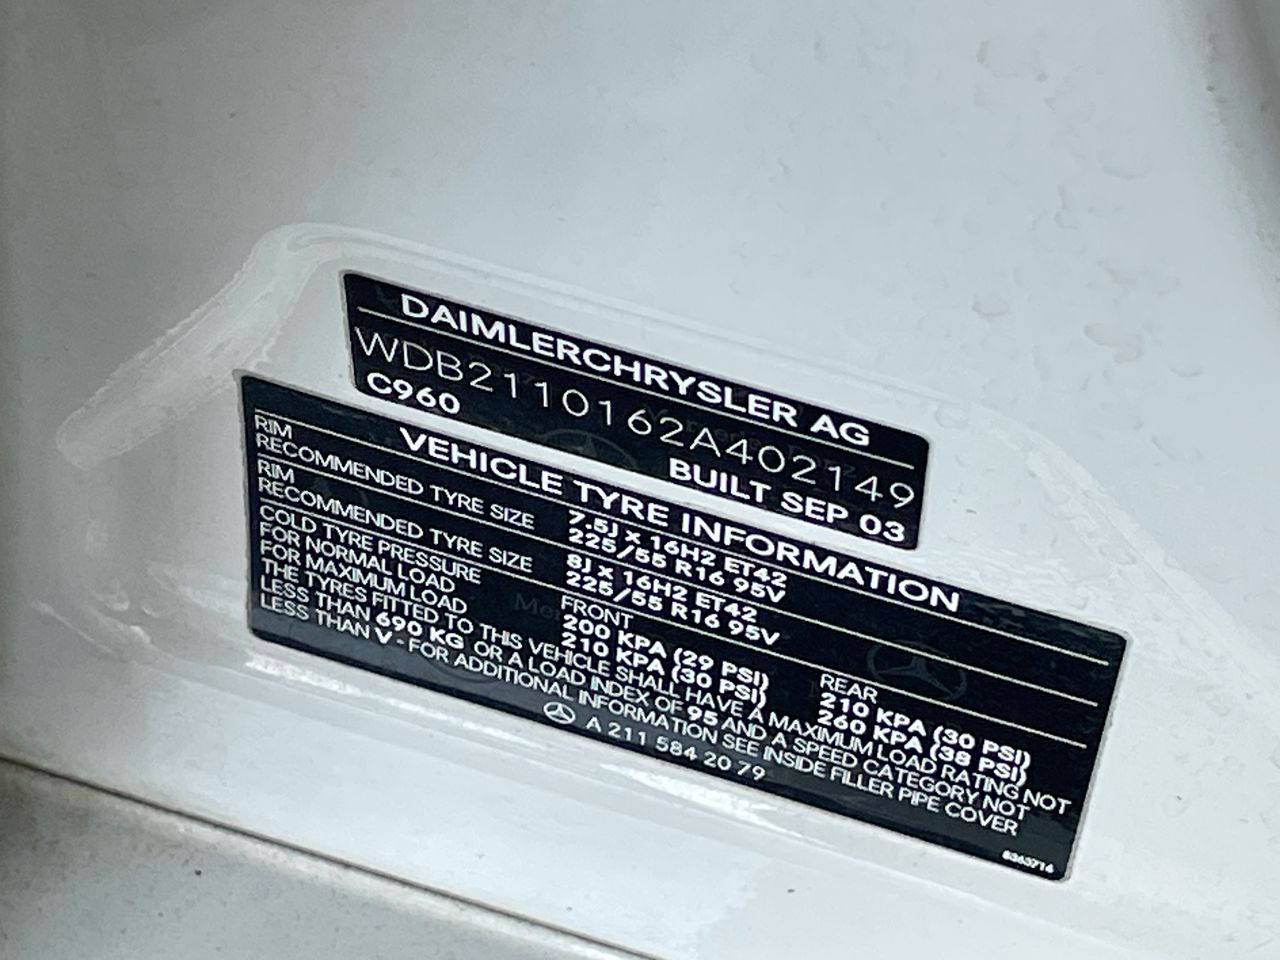 DAIMLERCHRYSLER AG
WDB2110162A402149
C960 BUILT SEP 03
VEHICLE TYRE INFORMATION
RIM 7.5J X 16H2 ET42
RECOMMENDED TYRE SIZE 225/55 R16 95V
RIM 8J X 16H2 ET42
RECOMMENDED TYRE SIZE 225/55 R16 95V
COLD TYRE PRESSURE FRONT REAR
FOR NORMAL LOAD 200 KPA (29 PSI) 210 KPA (30 PSI)
FOR MAXIMUM LOAD 210 KPA (30 PSI) 260 KPA (38 PSI)
THE TYRES FITTED TO THIS VEHICLE SHALL HAVE A MAXIMUM LOAD RATING NOT
LESS THAN 690 KG OR A LOAD INDEX OF 95 AND A SPEED CATEGORY NOT
LESS THAN V - FOR ADDITIONAL INFORMATION SEE INSIDE FILLER PIPE COVER
A 211 584 20 79